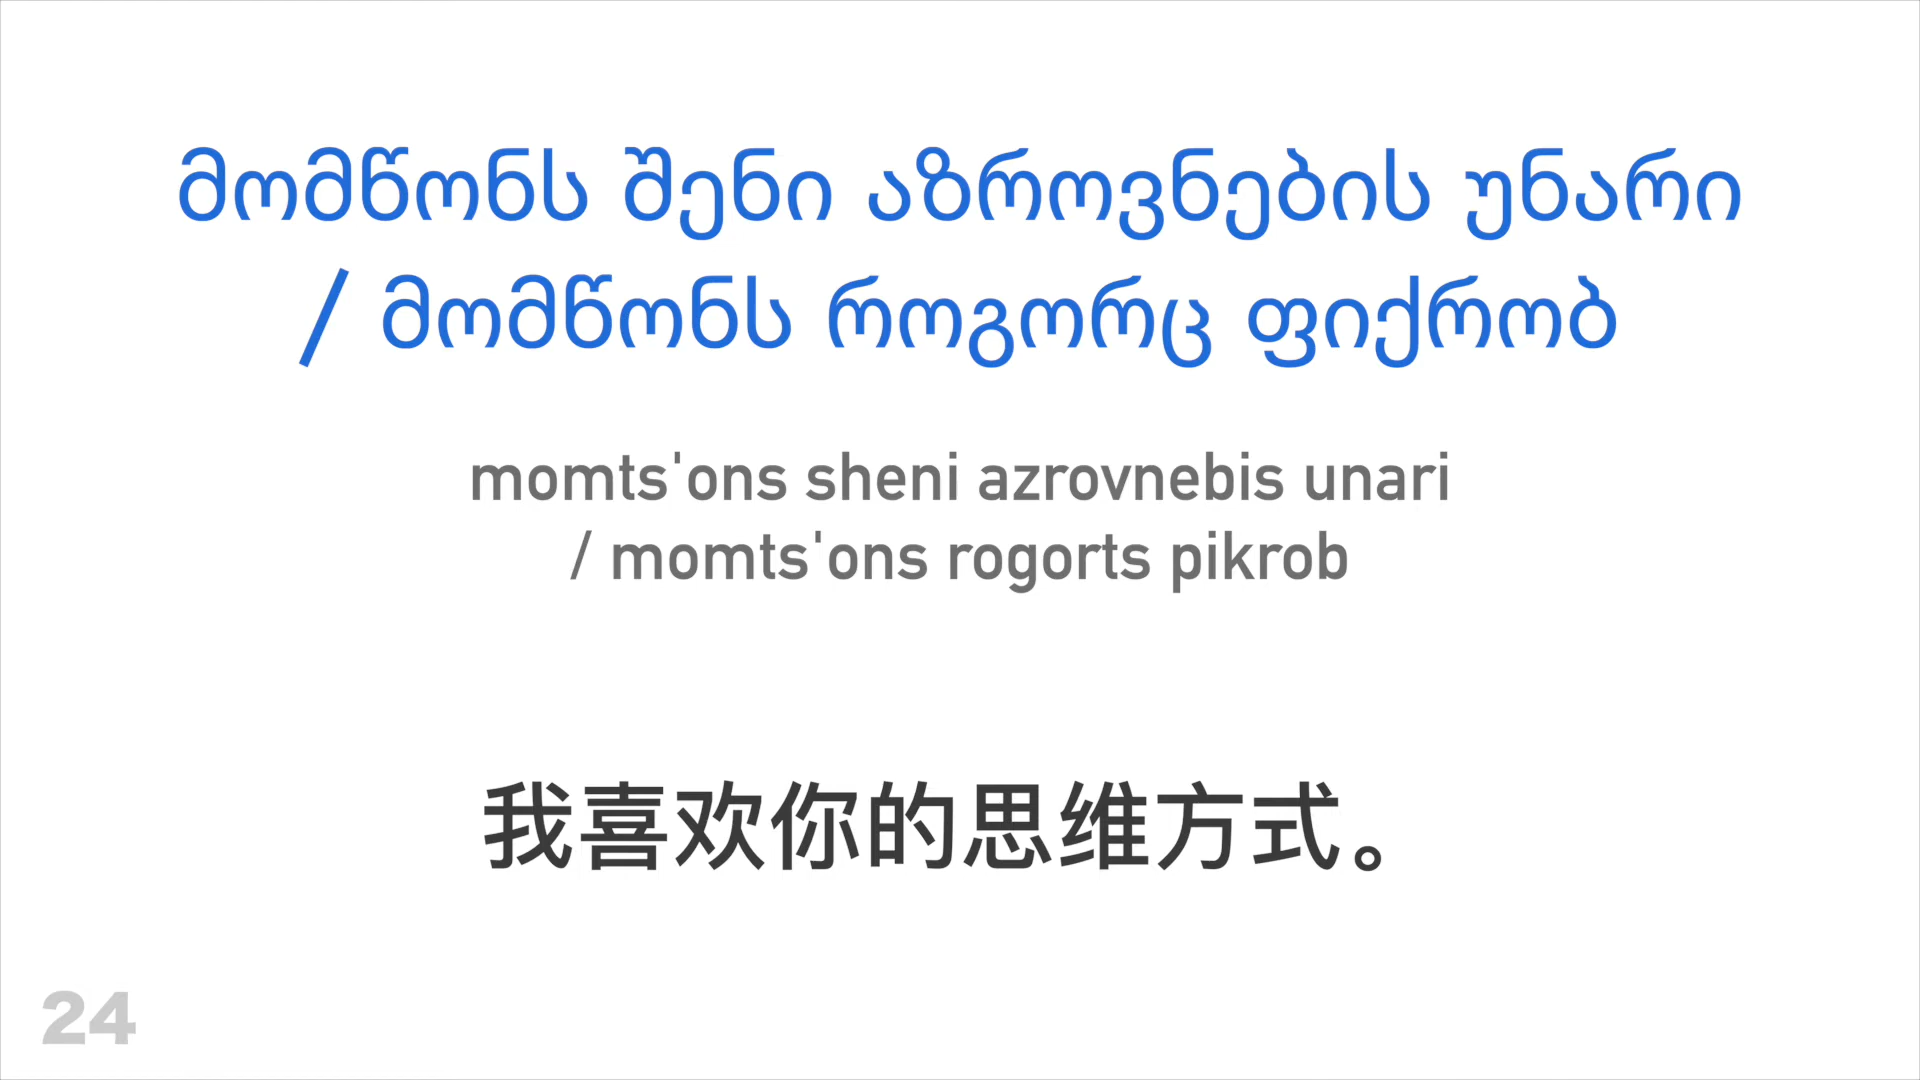 მომწონს შენი აზროვნების უნარი
/ მომწონს როგორც ფიქრობ
momts'ons sheni azrovnebis unari
/ momts'ons rogorts pikrob
我喜欢你的思维方式。
24